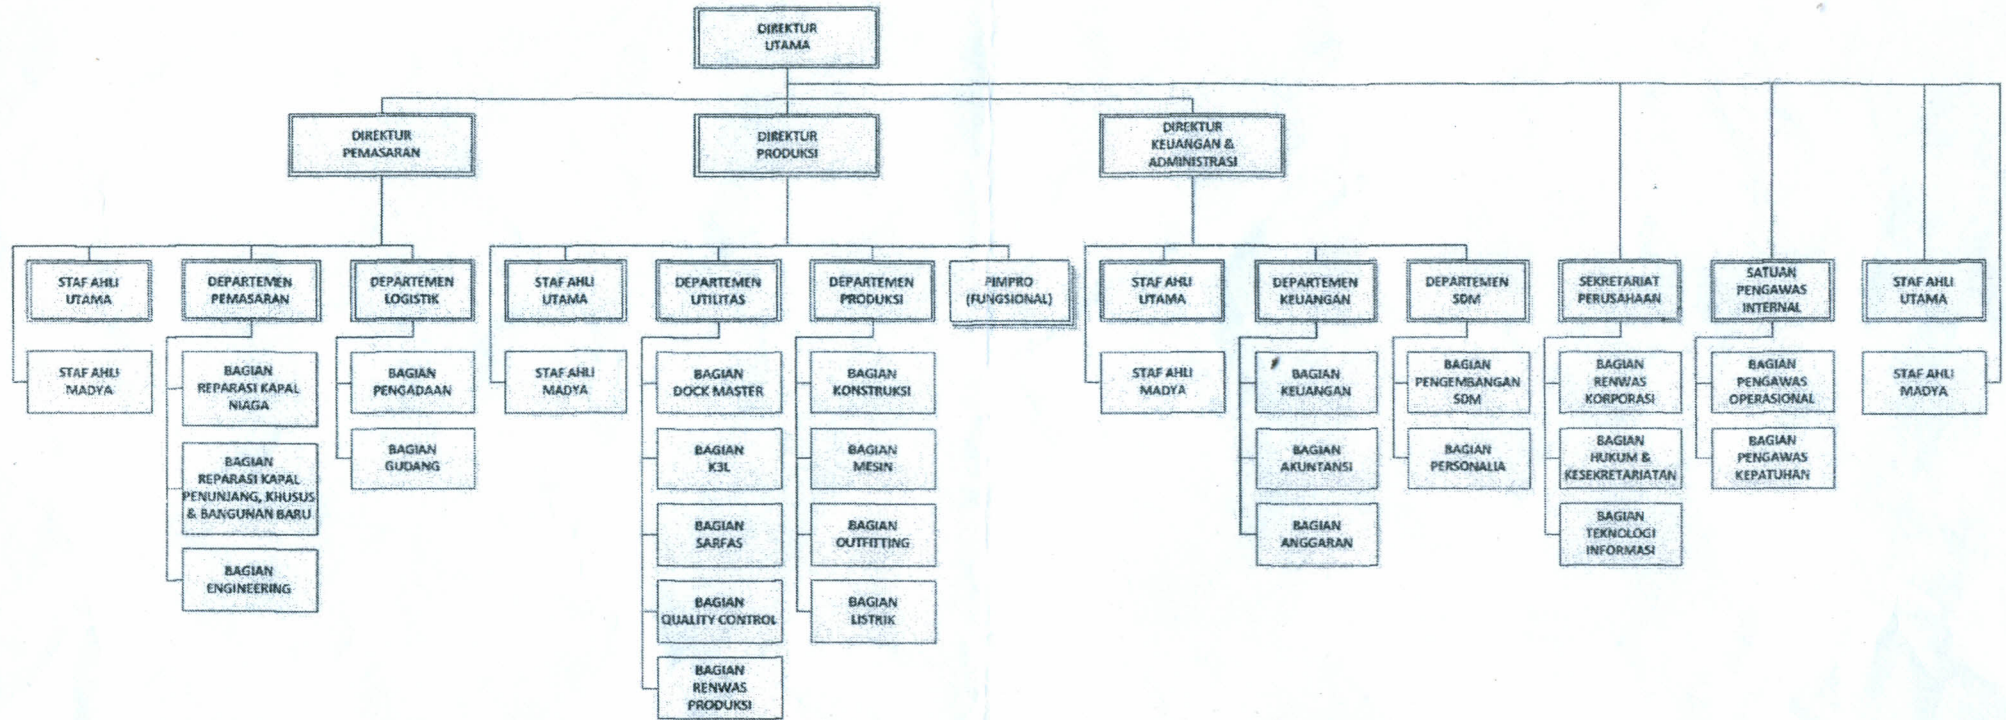 DIREKTUR
UTAMA
DIREKTUR
PEMASARAN
DIREKTUR
PRODUKSI
DIREKTUR
KEUANGAN &
ADMINISTRASI
STAF AHLI
UTAMA
DEPARTEMEN
PEMASARAN
DEPARTEMEN
LOGISTIK
STAF AHLI
UTAMA
DEPARTEMEN
UTILITAS
DEPARTEMEN
PRODUKSI
PIMPRO
(FUNGSIONAL)
STAF AHLI
UTAMA
DEPARTEMEN
KEUANGAN
DEPARTEMEN
SDM
SEKRETARIAT
PERUSAHAAN
SATUAN
PENGAWAS
INTERNAL
STAF AHLI
UTAMA
STAF AHLI
MADYA
BAGIAN
REPARASI KAPAL
NIAGA
BAGIAN
PENGADAAN
STAF AHLI
MADYA
BAGIAN
DOCK MASTER
BAGIAN
KONSTRUKSI
STAF AHLI
MADYA
BAGIAN
KEUANGAN
BAGIAN
PENGEMBANGAN
SDM
BAGIAN
RENWAS
KORPORASI
BAGIAN
PENGAWAS
OPERASIONAL
STAF AHLI
MADYA
BAGIAN
REPARASI KAPAL
PENUNJANG, KHUSUS
& BANGUNAN BARU
BAGIAN
GUDANG
BAGIAN
K3L
BAGIAN
MESIN
BAGIAN
AKUNTANSI
BAGIAN
PERSONALIA
BAGIAN
HUKUM &
KESEKRETARIATAN
BAGIAN
PENGAWAS
KEPATUHAN
BAGIAN
ENGINEERING
BAGIAN
SARFAS
BAGIAN
OUTFITTING
BAGIAN
ANGGARAN
BAGIAN
TEKNOLOGI
INFORMASI
BAGIAN
QUALITY CONTROL
BAGIAN
LISTRIK
BAGIAN
RENWAS
PRODUKSI